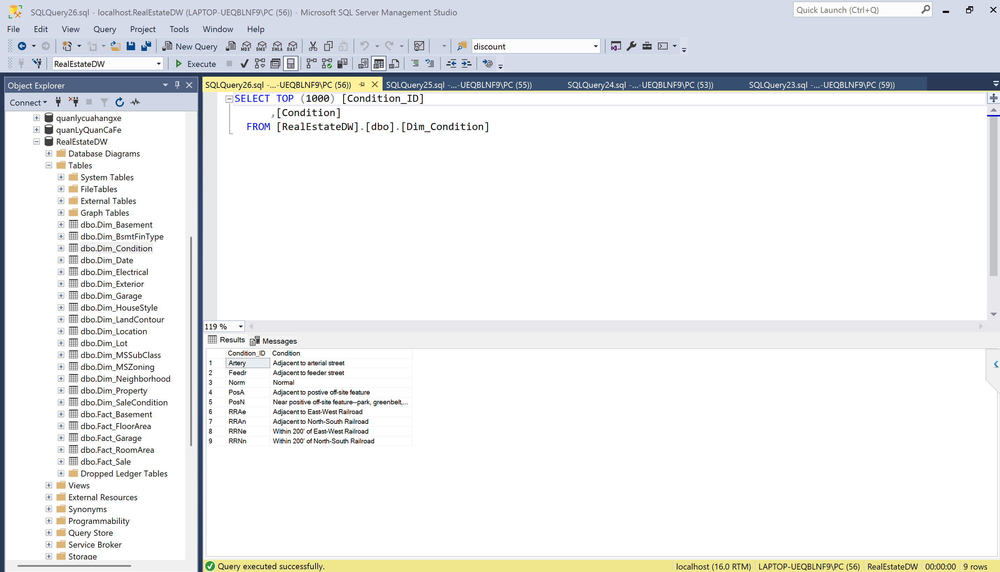 SQLQuery26.sql - localhost.RealEstateDW (LAPTOP-UEQBLNF9\PC (56)) - Microsoft SQL Server Management Studio
Quick Launch (Ctrl+Q)
File Edit View Query Project Tools Window Help
New Query MDX DMX XMLA DAX discount
RealEstateDW Execute
Object Explorer
Connect
quanlycuahangxe
quanLyQuanCaFe
RealEstateDW
Database Diagrams
Tables
System Tables
FileTables
External Tables
Graph Tables
dbo.Dim_Basement
dbo.Dim_BsmtFinType
dbo.Dim_Condition
dbo.Dim_Date
dbo.Dim_Electrical
dbo.Dim_Exterior
dbo.Dim_Garage
dbo.Dim_HouseStyle
dbo.Dim_LandContour
dbo.Dim_Location
dbo.Dim_Lot
dbo.Dim_MSSubClass
dbo.Dim_MSZoning
dbo.Dim_Neighborhood
dbo.Dim_Property
dbo.Dim_SaleCondition
dbo.Fact_Basement
dbo.Fact_FloorArea
dbo.Fact_Garage
dbo.Fact_RoomArea
dbo.Fact_Sale
Dropped Ledger Tables
Views
External Resources
Synonyms
Programmability
Query Store
Service Broker
Storage
SQLQuery26.sql -...-UEQBLNF9\PC (56)) SQLQuery25.sql -...-UEQBLNF9\PC (55)) SQLQuery24.sql -...-UEQBLNF9\PC (53)) SQLQuery23.sql -...-UEQBLNF9\PC (59))
SELECT TOP (1000) [Condition_ID]
,[Condition]
FROM [RealEstateDW].[dbo].[Dim_Condition]
119 %
Results Messages
Condition_ID Condition
1 Artery Adjacent to arterial street
2 Feedr Adjacent to feeder street
3 Norm Normal
4 PosA Adjacent to postive off-site feature
5 PosN Near positive off-site feature--park, greenbelt,...
6 RRAe Adjacent to East-West Railroad
7 RRAn Adjacent to North-South Railroad
8 RRNe Within 200' of East-West Railroad
9 RRNn Within 200' of North-South Railroad
Query executed successfully. localhost (16.0 RTM) LAPTOP-UEQBLNF9\PC (56) RealEstateDW 00:00:00 9 rows